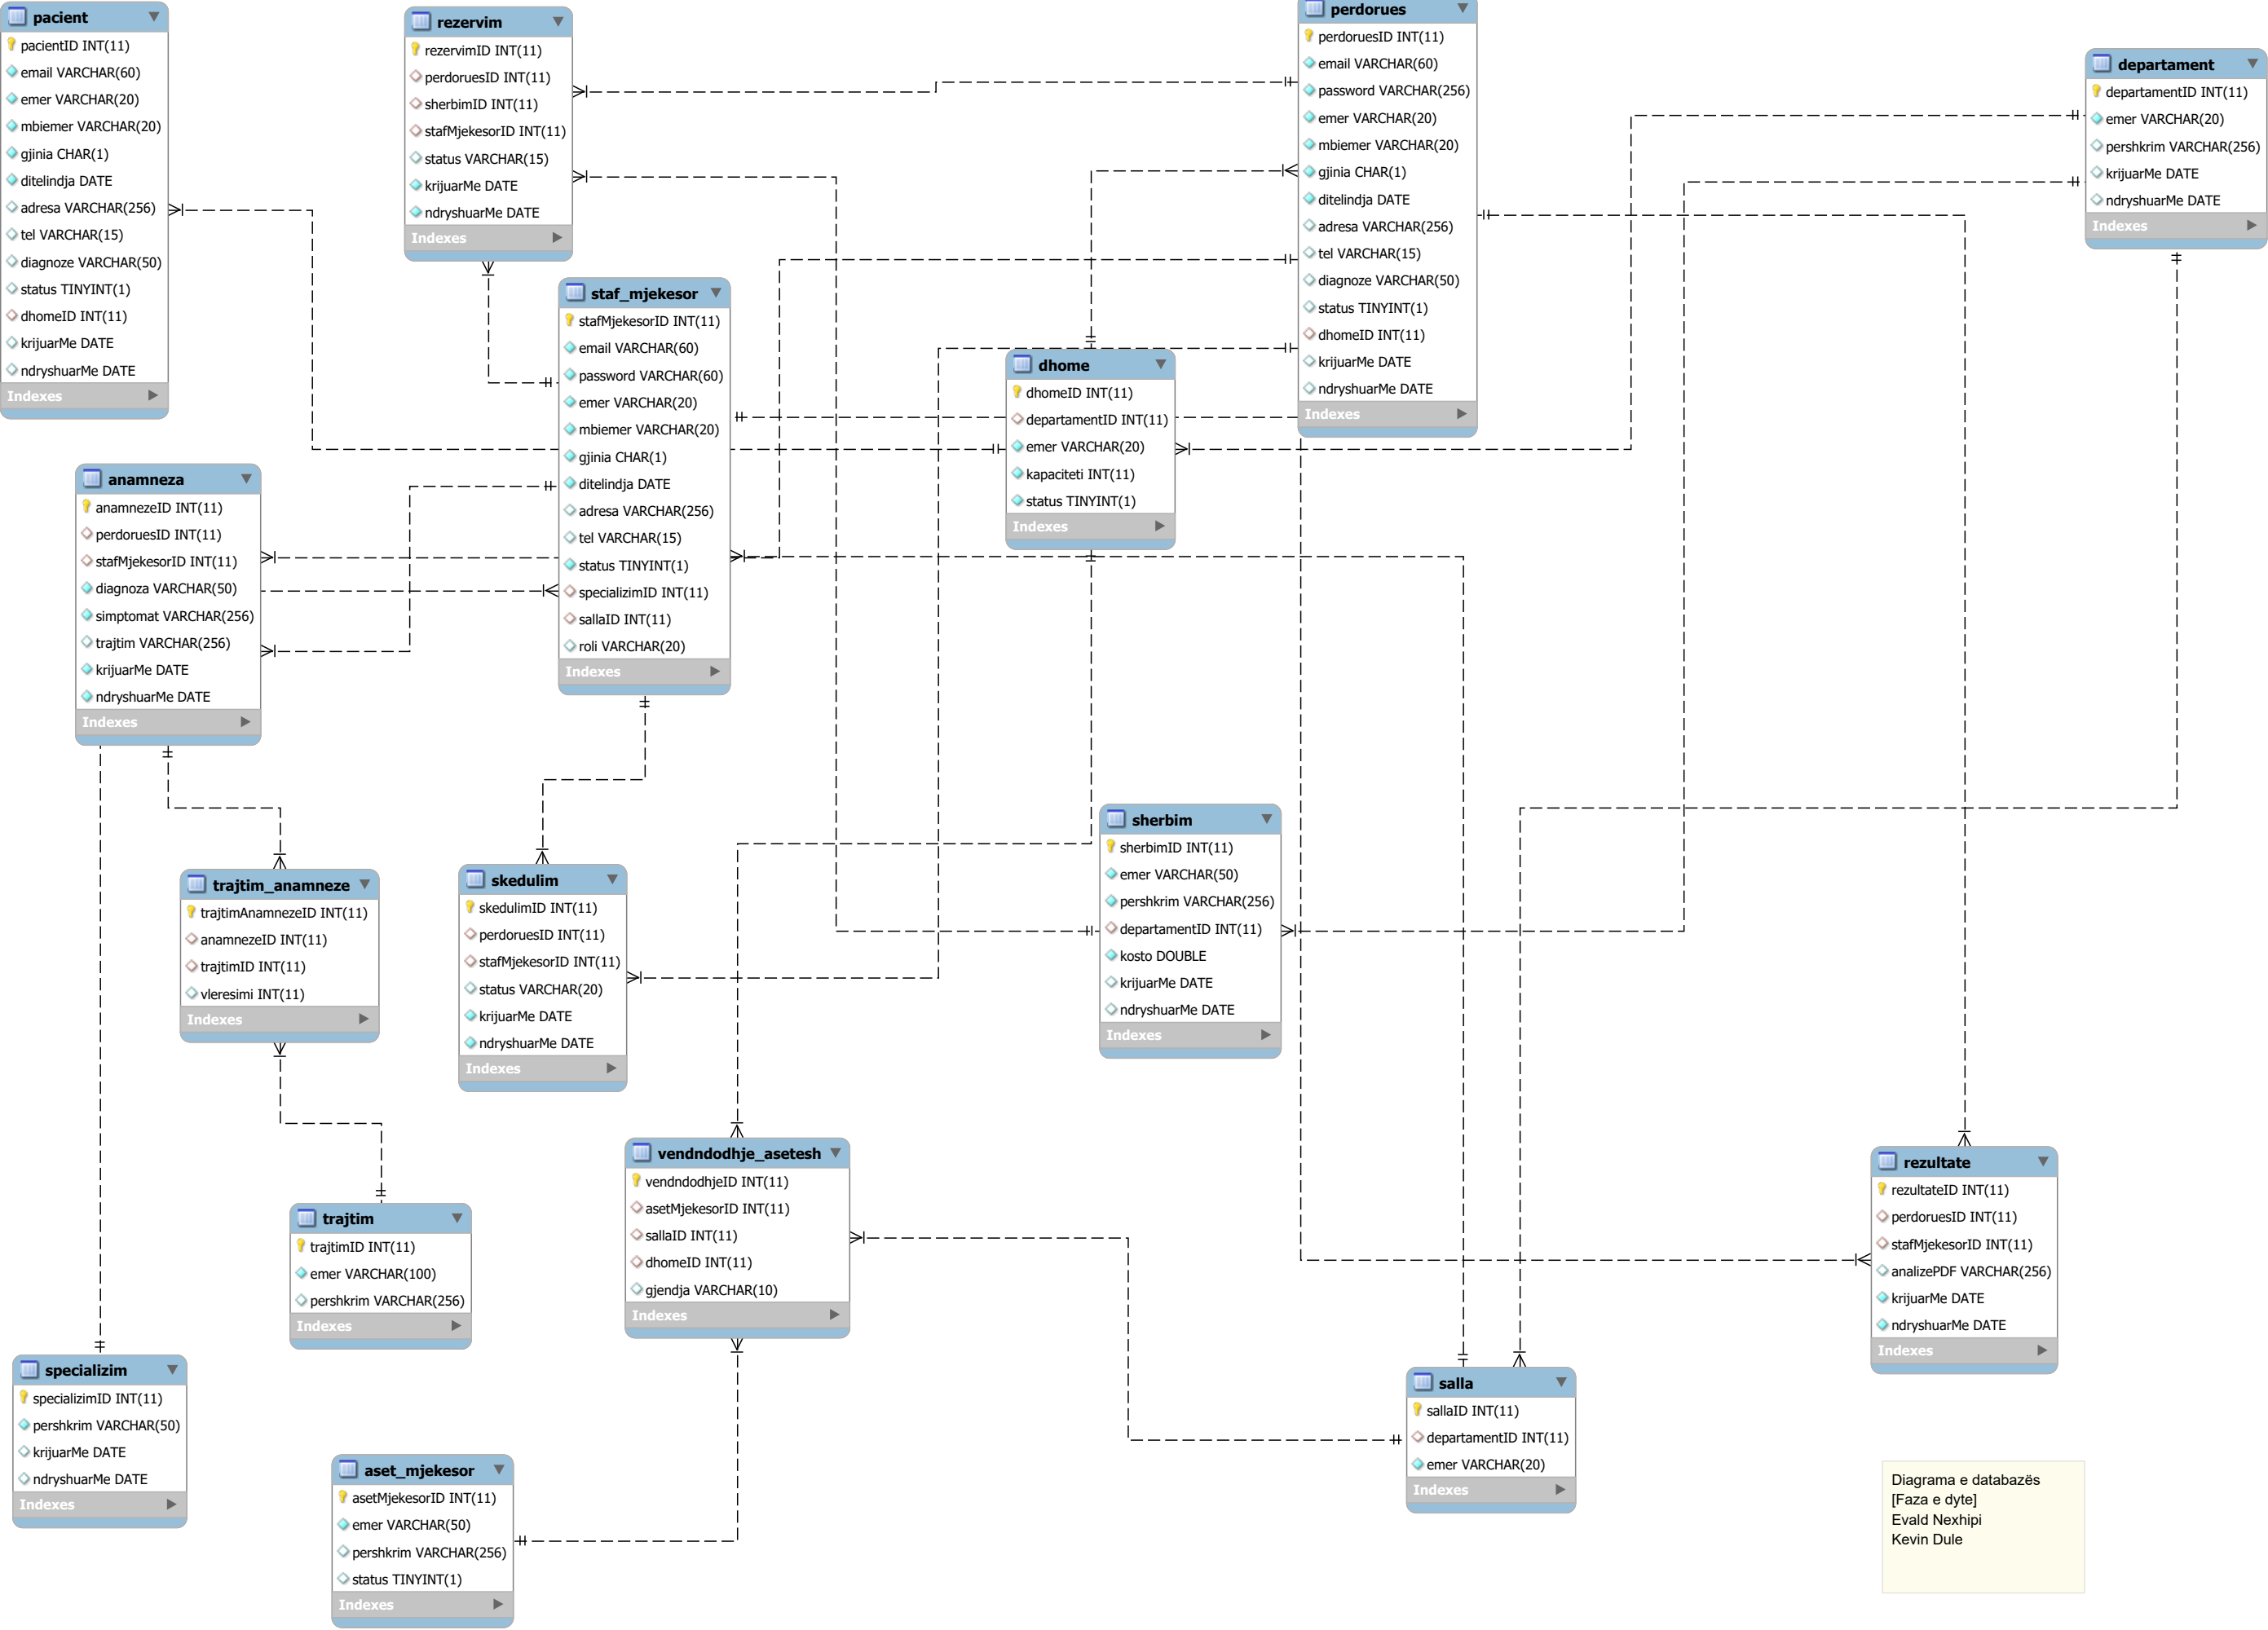 pacient
pacientID INT(11)
email VARCHAR(60)
emer VARCHAR(20)
mbiemer VARCHAR(20)
gjinia CHAR(1)
ditelindja DATE
adresa VARCHAR(256)
tel VARCHAR(15)
diagnoze VARCHAR(50)
status TINYINT(1)
dhomeID INT(11)
krijuarMe DATE
ndryshuarMe DATE
Indexes
rezervim
rezervimID INT(11)
perdoruesID INT(11)
sherbimID INT(11)
stafMjekesorID INT(11)
status VARCHAR(15)
krijuarMe DATE
ndryshuarMe DATE
Indexes
perdorues
perdoruesID INT(11)
email VARCHAR(60)
password VARCHAR(256)
emer VARCHAR(20)
mbiemer VARCHAR(20)
gjinia CHAR(1)
ditelindja DATE
adresa VARCHAR(256)
tel VARCHAR(15)
diagnoze VARCHAR(50)
status TINYINT(1)
dhomeID INT(11)
krijuarMe DATE
ndryshuarMe DATE
Indexes
departament
departamentID INT(11)
emer VARCHAR(20)
pershkrim VARCHAR(256)
krijuarMe DATE
ndryshuarMe DATE
Indexes
staf_mjekesor
stafMjekesorID INT(11)
email VARCHAR(60)
password VARCHAR(60)
emer VARCHAR(20)
mbiemer VARCHAR(20)
gjinia CHAR(1)
ditelindja DATE
adresa VARCHAR(256)
tel VARCHAR(15)
status TINYINT(1)
specializimID INT(11)
sallaID INT(11)
roli VARCHAR(20)
Indexes
dhome
dhomeID INT(11)
departamentID INT(11)
emer VARCHAR(20)
kapaciteti INT(11)
status TINYINT(1)
Indexes
anamneza
anamnezeID INT(11)
perdoruesID INT(11)
stafMjekesorID INT(11)
diagnoza VARCHAR(50)
simptomat VARCHAR(256)
trajtim VARCHAR(256)
krijuarMe DATE
ndryshuarMe DATE
Indexes
trajtim_anamneze
trajtimAnamnezeID INT(11)
anamnezeID INT(11)
trajtimID INT(11)
vleresimi INT(11)
Indexes
skedulim
skedulimID INT(11)
perdoruesID INT(11)
stafMjekesorID INT(11)
status VARCHAR(20)
krijuarMe DATE
ndryshuarMe DATE
Indexes
sherbim
sherbimID INT(11)
emer VARCHAR(50)
pershkrim VARCHAR(256)
departamentID INT(11)
kosto DOUBLE
krijuarMe DATE
ndryshuarMe DATE
Indexes
vendndodhje_asetesh
vendndodhjeID INT(11)
asetMjekesorID INT(11)
sallaID INT(11)
dhomeID INT(11)
gjendja VARCHAR(10)
Indexes
rezultate
rezultateID INT(11)
perdoruesID INT(11)
stafMjekesorID INT(11)
analizePDF VARCHAR(256)
krijuarMe DATE
ndryshuarMe DATE
Indexes
trajtim
trajtimID INT(11)
emer VARCHAR(100)
pershkrim VARCHAR(256)
Indexes
specializim
specializimID INT(11)
pershkrim VARCHAR(50)
krijuarMe DATE
ndryshuarMe DATE
Indexes
salla
sallaID INT(11)
departamentID INT(11)
emer VARCHAR(20)
Indexes
aset_mjekesor
asetMjekesorID INT(11)
emer VARCHAR(50)
pershkrim VARCHAR(256)
status TINYINT(1)
Indexes
Diagrama e databazës
[Faza e dyte]
Evald Nexhipi
Kevin Dule